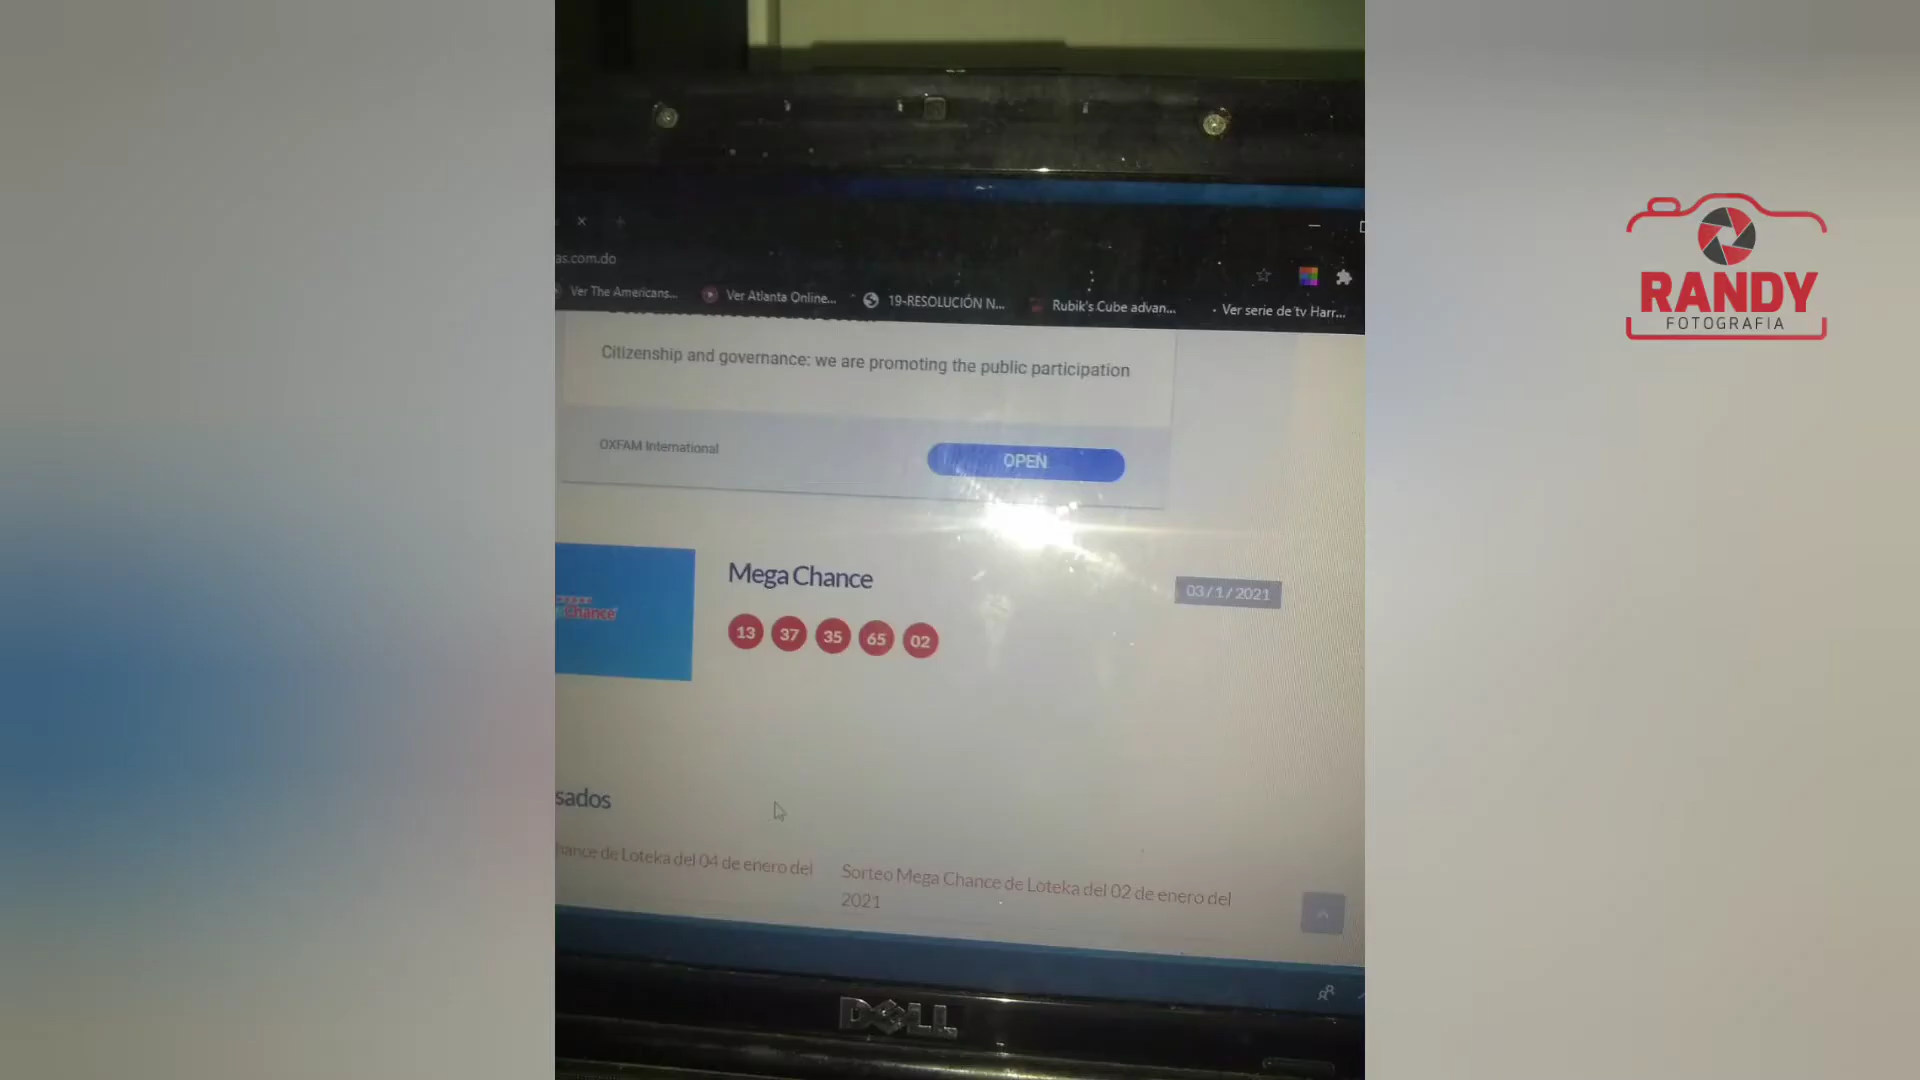 as.com.do
Ver The Americans...
Ver Atlanta Online...
19-RESOLUCIÓN N...
Rubik's Cube advan...
Ver serie de tv Harr...
Citizenship and governance: we are promoting the public participation
OXFAM International
OPEN
Mega Chance
03 / 1 / 2021
chance
13 37 35 65 02
sados
hance de Loteka del 04 de enero del
Sorteo Mega Chance de Loteka del 02 de enero del
2021
DELL
RANDY
FOTOGRAFIA